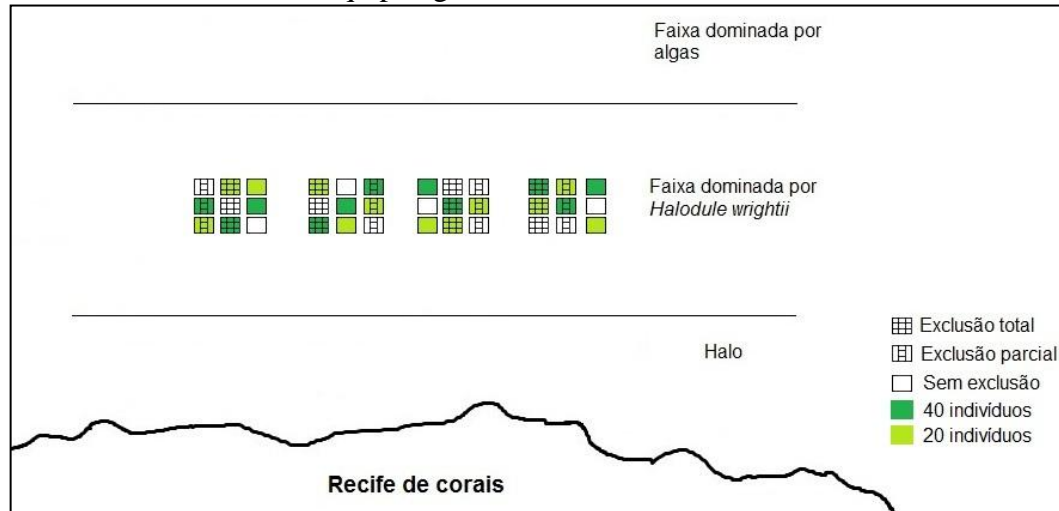 Faixa dominada por
algas
Faixa dominada por
Halodule wrightii
Halo
Exclusão total
Exclusão parcial
Sem exclusão
40 indivíduos
20 indivíduos
Recife de corais